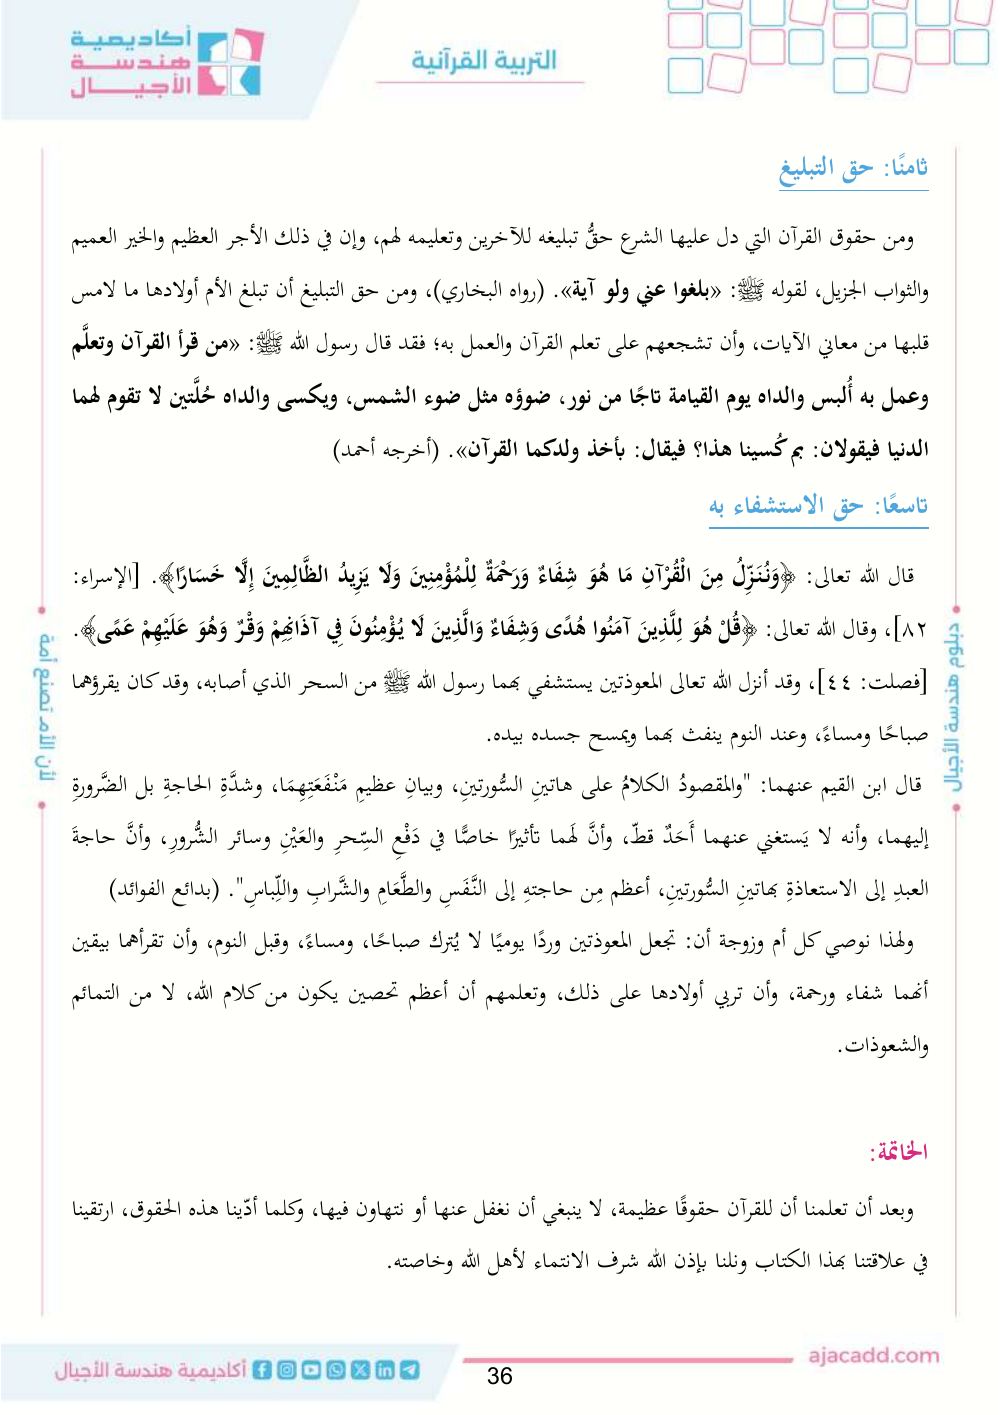 أكاديمية
هندسة
الأجيال
التربية القرآنية
ثامنًا: حق التبليغ
ومن حقوق القرآن التي دل عليها الشرع حقُّ تبليغه للآخرين وتعليمه لهم، وإن في ذلك الأجر العظيم والخير العميم
والثواب الجزيل، لقوله ﷺ: «بلغوا عني ولو آية». (رواه البخاري)، ومن حق التبليغ أن تبلغ الأم أولادها ما لامس
قلبها من معاني الآيات، وأن تشجعهم على تعلم القرآن والعمل به؛ فقد قال رسول الله ﷺ: «من قرأ القرآن وتعلَّم
وعمل به أُلبس والداه يوم القيامة تاجًا من نور، ضوؤه مثل ضوء الشمس، ويكسى والداه حُلَّتين لا تقوم لهما
الدنيا فيقولان: بم كُسينا هذا؟ فيقال: بأخذ ولدكما القرآن». (أخرجه أحمد)
تاسعًا: حق الاستشفاء به
قال الله تعالى: ﴿وَنُنَزِّلُ مِنَ الْقُرْآنِ مَا هُوَ شِفَاءٌ وَرَحْمَةٌ لِلْمُؤْمِنِينَ وَلَا يَزِيدُ الظَّالِمِينَ إِلَّا خَسَارًا﴾. [الإسراء:
٨٢]، وقال الله تعالى: ﴿قُلْ هُوَ لِلَّذِينَ آمَنُوا هُدًى وَشِفَاءٌ وَالَّذِينَ لَا يُؤْمِنُونَ فِي آذَانِهِمْ وَقْرٌ وَهُوَ عَلَيْهِمْ عَمًى﴾.
[فصلت: ٤٤]، وقد أنزل الله تعالى المعوذتين يستشفي بهما رسول الله ﷺ من السحر الذي أصابه، وقد كان يقرؤهما
صباحًا ومساءً، وعند النوم ينفث بهما ويمسح جسده بيده.
قال ابن القيم عنهما: "والمقصودُ الكلامُ على هاتينِ السُّورتينِ، وبيانِ عظيمِ مَنْفَعَتِهِمَا، وشدَّةِ الحاجةِ بل الضَّرورةِ
إليهما، وأنه لا يَستغني عنهما أَحَدٌ قطّ، وأنَّ لهما تأثيرًا خاصًّا في دَفْعِ السِّحرِ والعَيْنِ وسائر الشُّرورِ، وأنَّ حاجةَ
العبدِ إلى الاستعاذةِ بهاتينِ السُّورتينِ، أعظم مِن حاجتهِ إلى النَّفَسِ والطَّعَامِ والشَّرابِ واللِّباسِ". (بدائع الفوائد)
ولهذا نوصي كل أم وزوجة أن: تجعل المعوذتين وردًا يوميًا لا يُترك صباحًا، ومساءً، وقبل النوم، وأن تقرأهما بيقين
أنهما شفاء ورحمة، وأن تربي أولادها على ذلك، وتعلمهم أن أعظم تحصين يكون من كلام الله، لا من التمائم
والشعوذات.
الخاتمة:
وبعد أن تعلمنا أن للقرآن حقوقًا عظيمة، لا ينبغي أن نغفل عنها أو نتهاون فيها، وكلما أدّينا هذه الحقوق، ارتقينا
في علاقتنا بهذا الكتاب ونلنا بإذن الله شرف الانتماء لأهل الله وخاصته.
دبلوم هندسة الأجيال
لأن الأم تصنع أمة
أكاديمية هندسة الأجيال
36
ajacadd.com